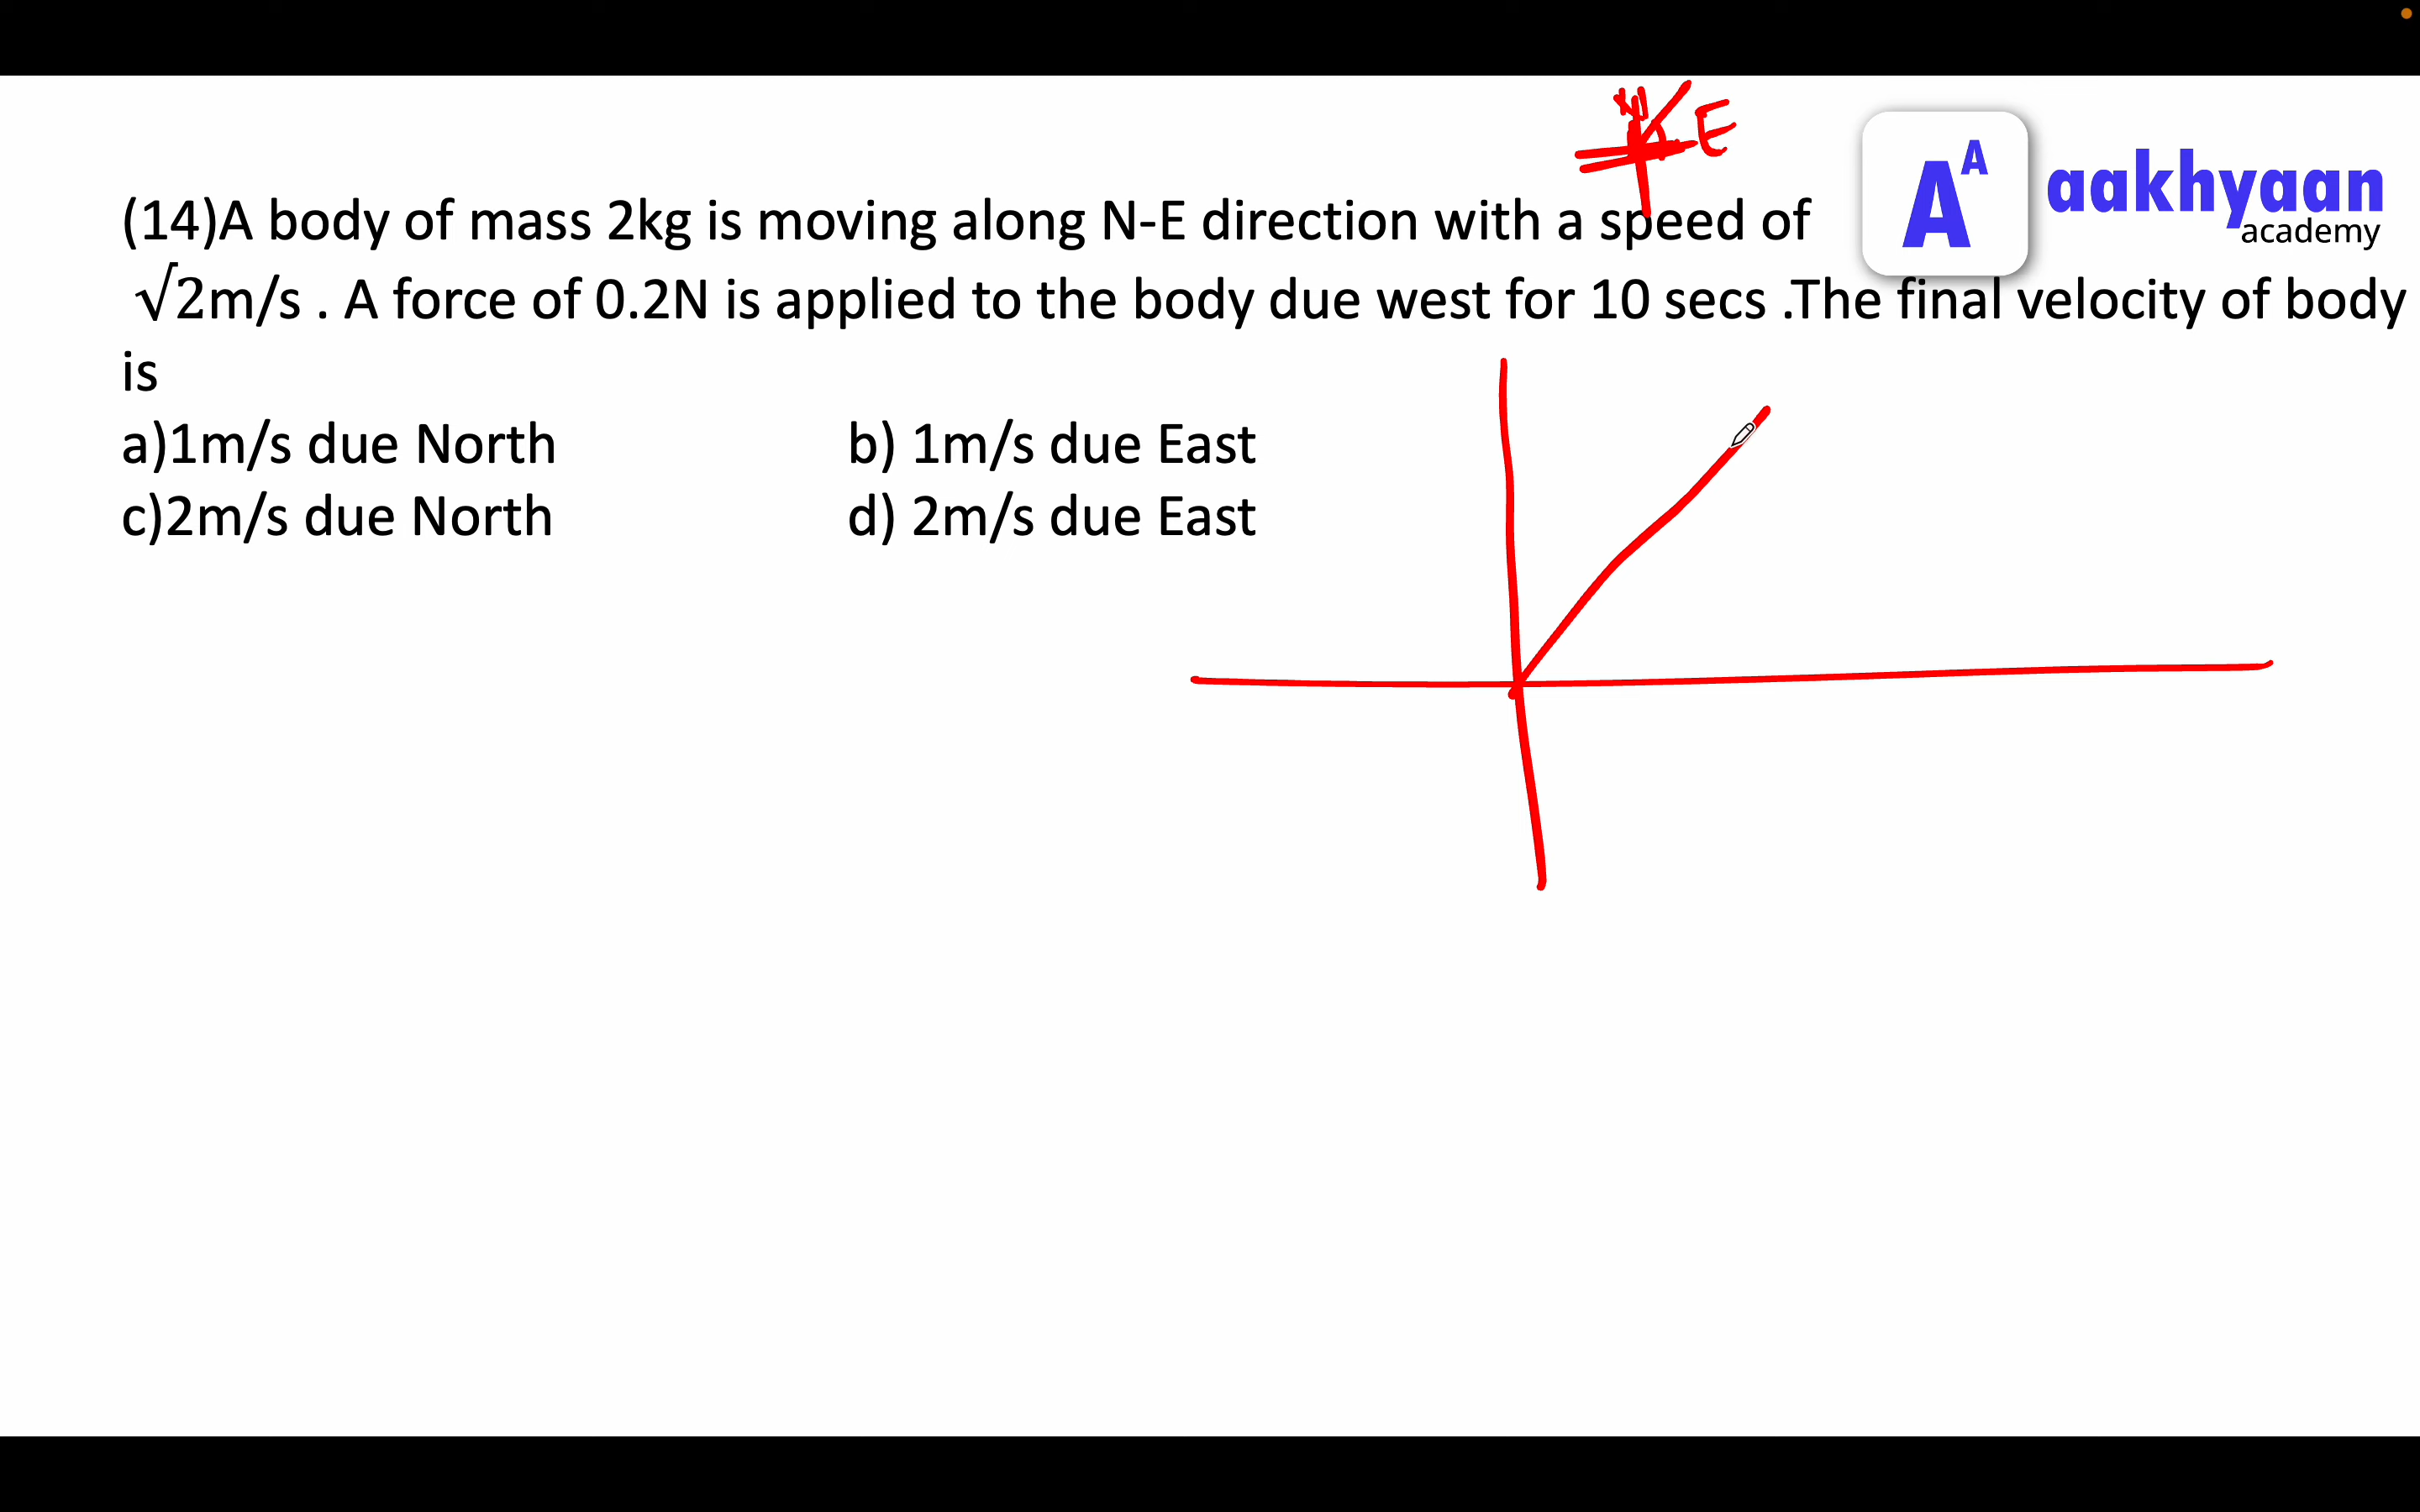 E
A A aakhyaan
academy
(14)A body of mass 2kg is moving along N-E direction with a speed of
√2m/s . A force of 0.2N is applied to the body due west for 10 secs .The final velocity of body
is
a)1m/s due North b) 1m/s due East
c)2m/s due North d) 2m/s due East